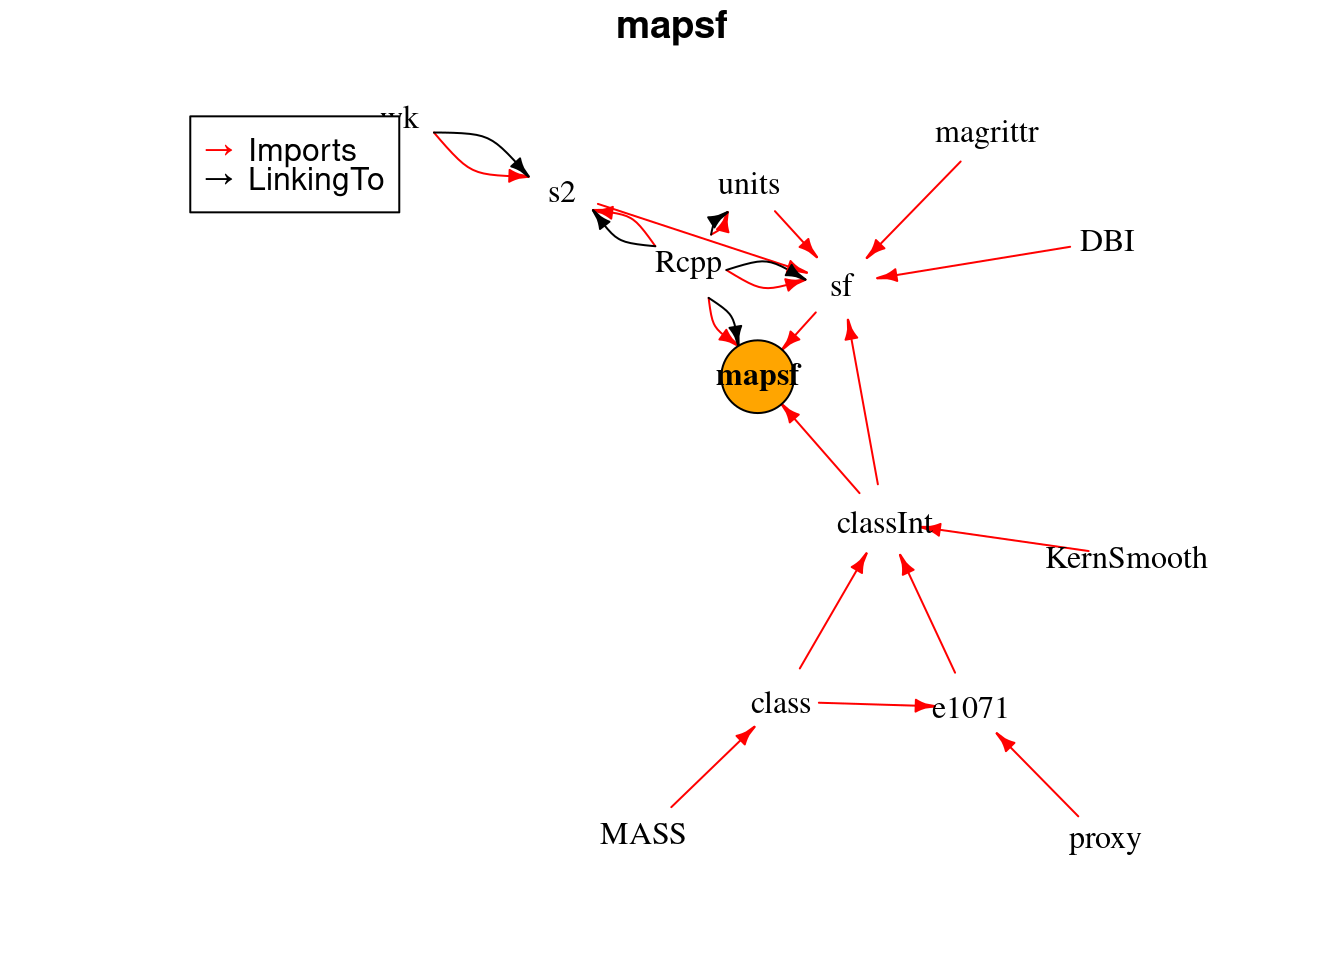 mapsf
wk
Imports
LinkingTo
magrittr
units
s2
DBI
Rcpp
sf
mapsf
classInt
KernSmooth
class
e1071
MASS
proxy